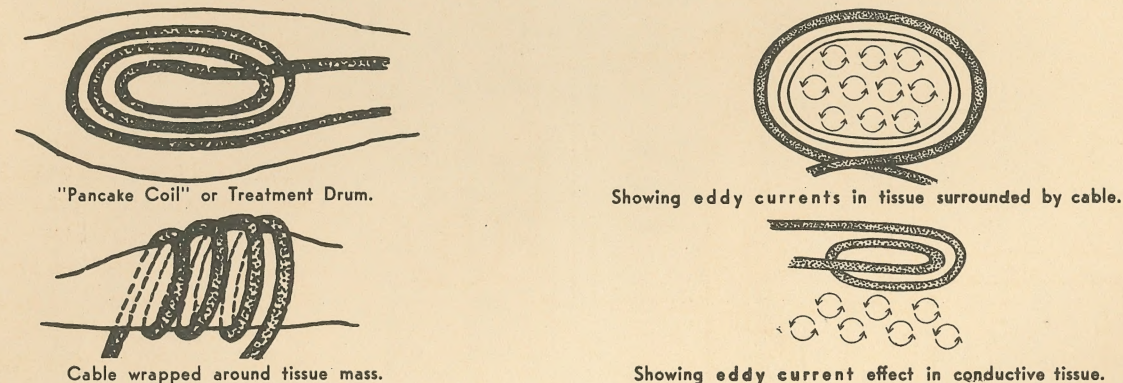 "Pancake Coil" or Treatment Drum.
Showing eddy currents in tissue surrounded by cable.
Cable wrapped around tissue mass.
Showing eddy current effect in conductive tissue.